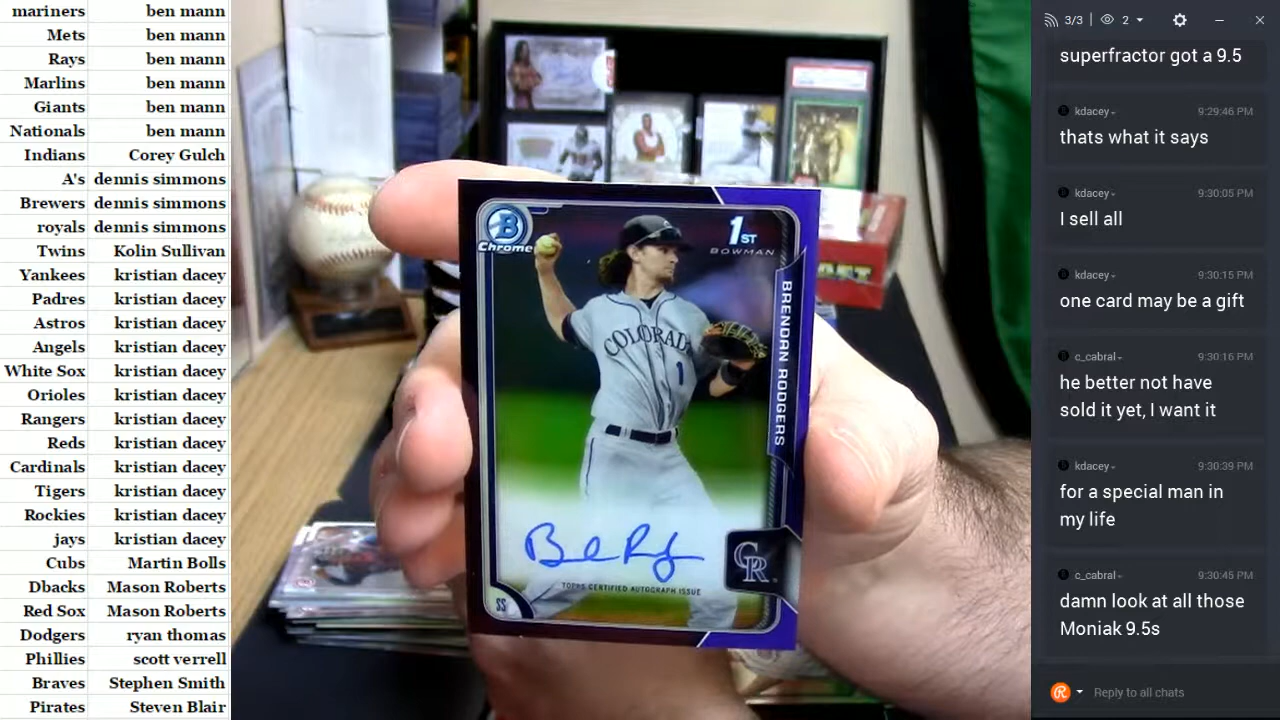 mariners ben mann
Mets ben mann
Rays ben mann
Marlins ben mann
Giants ben mann
Nationals ben mann
Indians Corey Gulch
A's dennis simmons
Brewers dennis simmons
royals dennis simmons
Twins Kolin Sullivan
Yankees kristian dacey
Padres kristian dacey
Astros kristian dacey
Angels kristian dacey
White Sox kristian dacey
Orioles kristian dacey
Rangers kristian dacey
Reds kristian dacey
Cardinals kristian dacey
Tigers kristian dacey
Rockies kristian dacey
jays kristian dacey
Cubs Martin Bolls
Dbacks Mason Roberts
Red Sox Mason Roberts
Dodgers ryan thomas
Phillies scott verrell
Braves Stephen Smith
Pirates Steven Blair
B
Chrome
1ST
BOWMAN
BRENDAN RODGERS
COLORAD
1
TOPPS CERTIFIED AUTOGRAPH ISSUE
SS
CR
3/3 2
superfractor got a 9.5
kdacey 9:29:46 PM
thats what it says
kdacey 9:30:05 PM
I sell all
kdacey 9:30:15 PM
one card may be a gift
c_cabral 9:30:16 PM
he better not have
sold it yet, I want it
kdacey 9:30:39 PM
for a special man in
my life
c_cabral 9:30:45 PM
damn look at all those
Moniak 9.5s
Reply to all chats